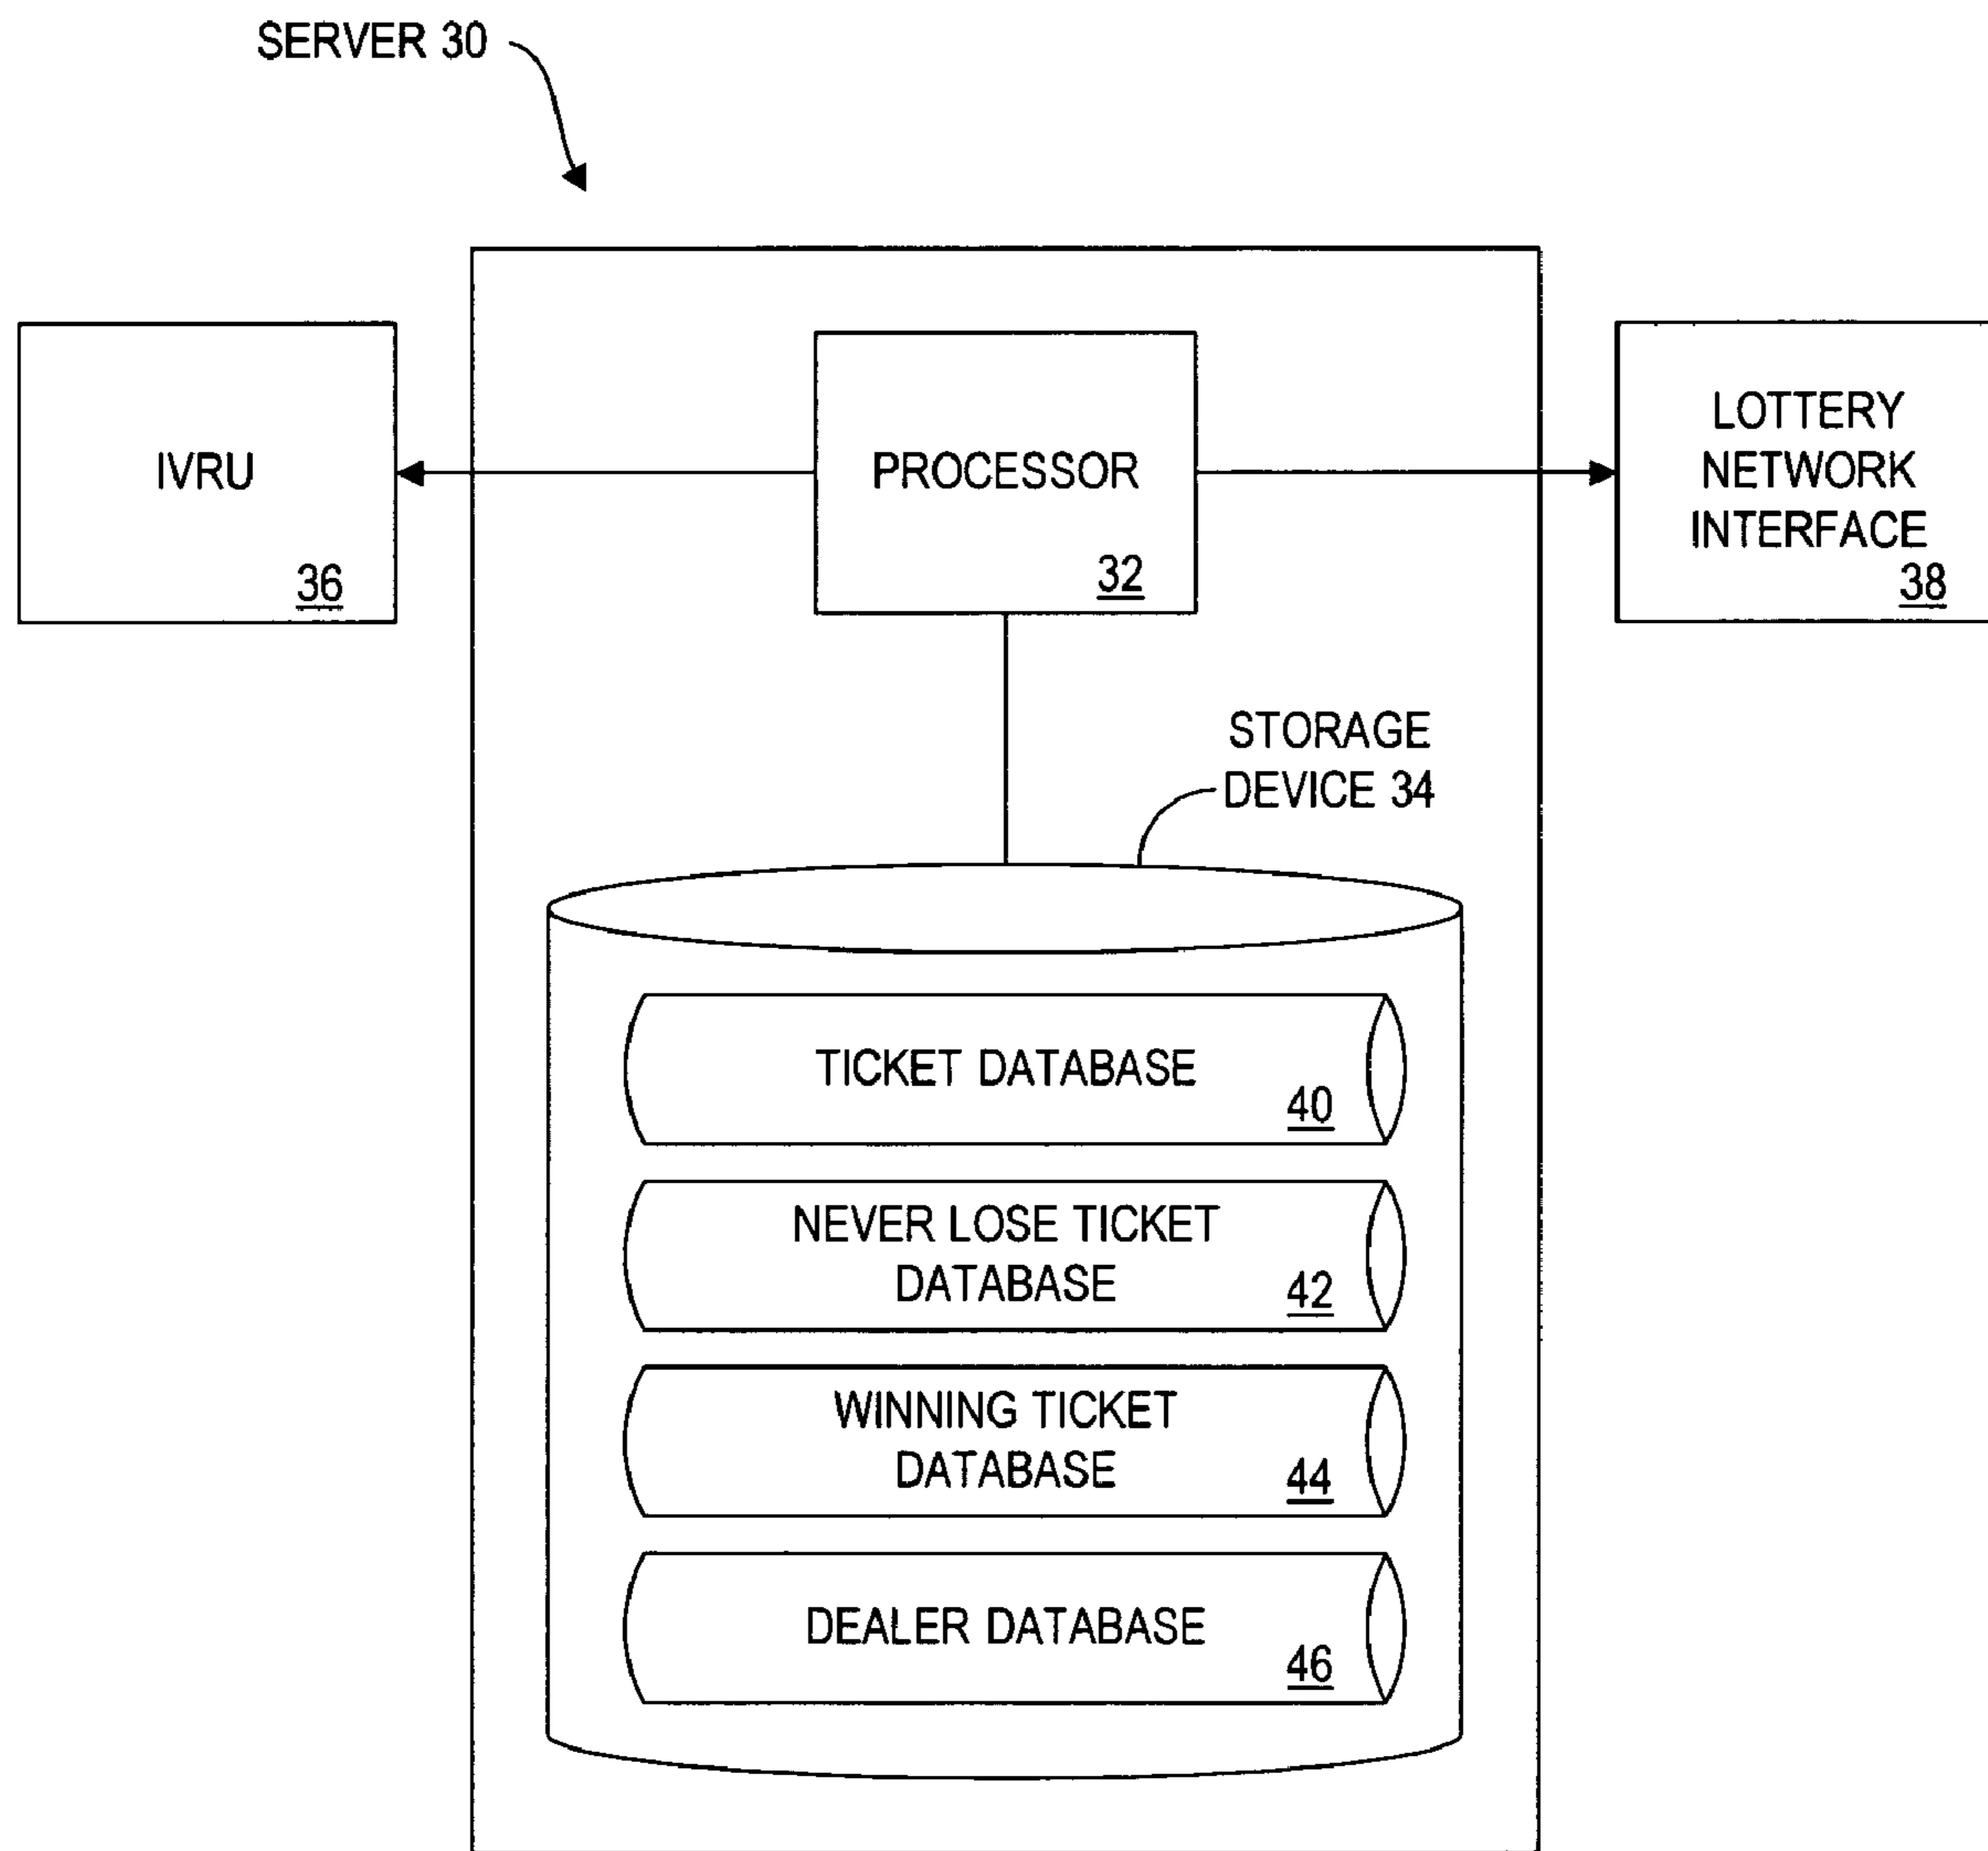 SERVER 30
IVRU
36
PROCESSOR
32
LOTTERY
NETWORK
INTERFACE
38
STORAGE
DEVICE 34
TICKET DATABASE
40
NEVER LOSE TICKET
DATABASE
42
WINNING TICKET
DATABASE
44
DEALER DATABASE
46